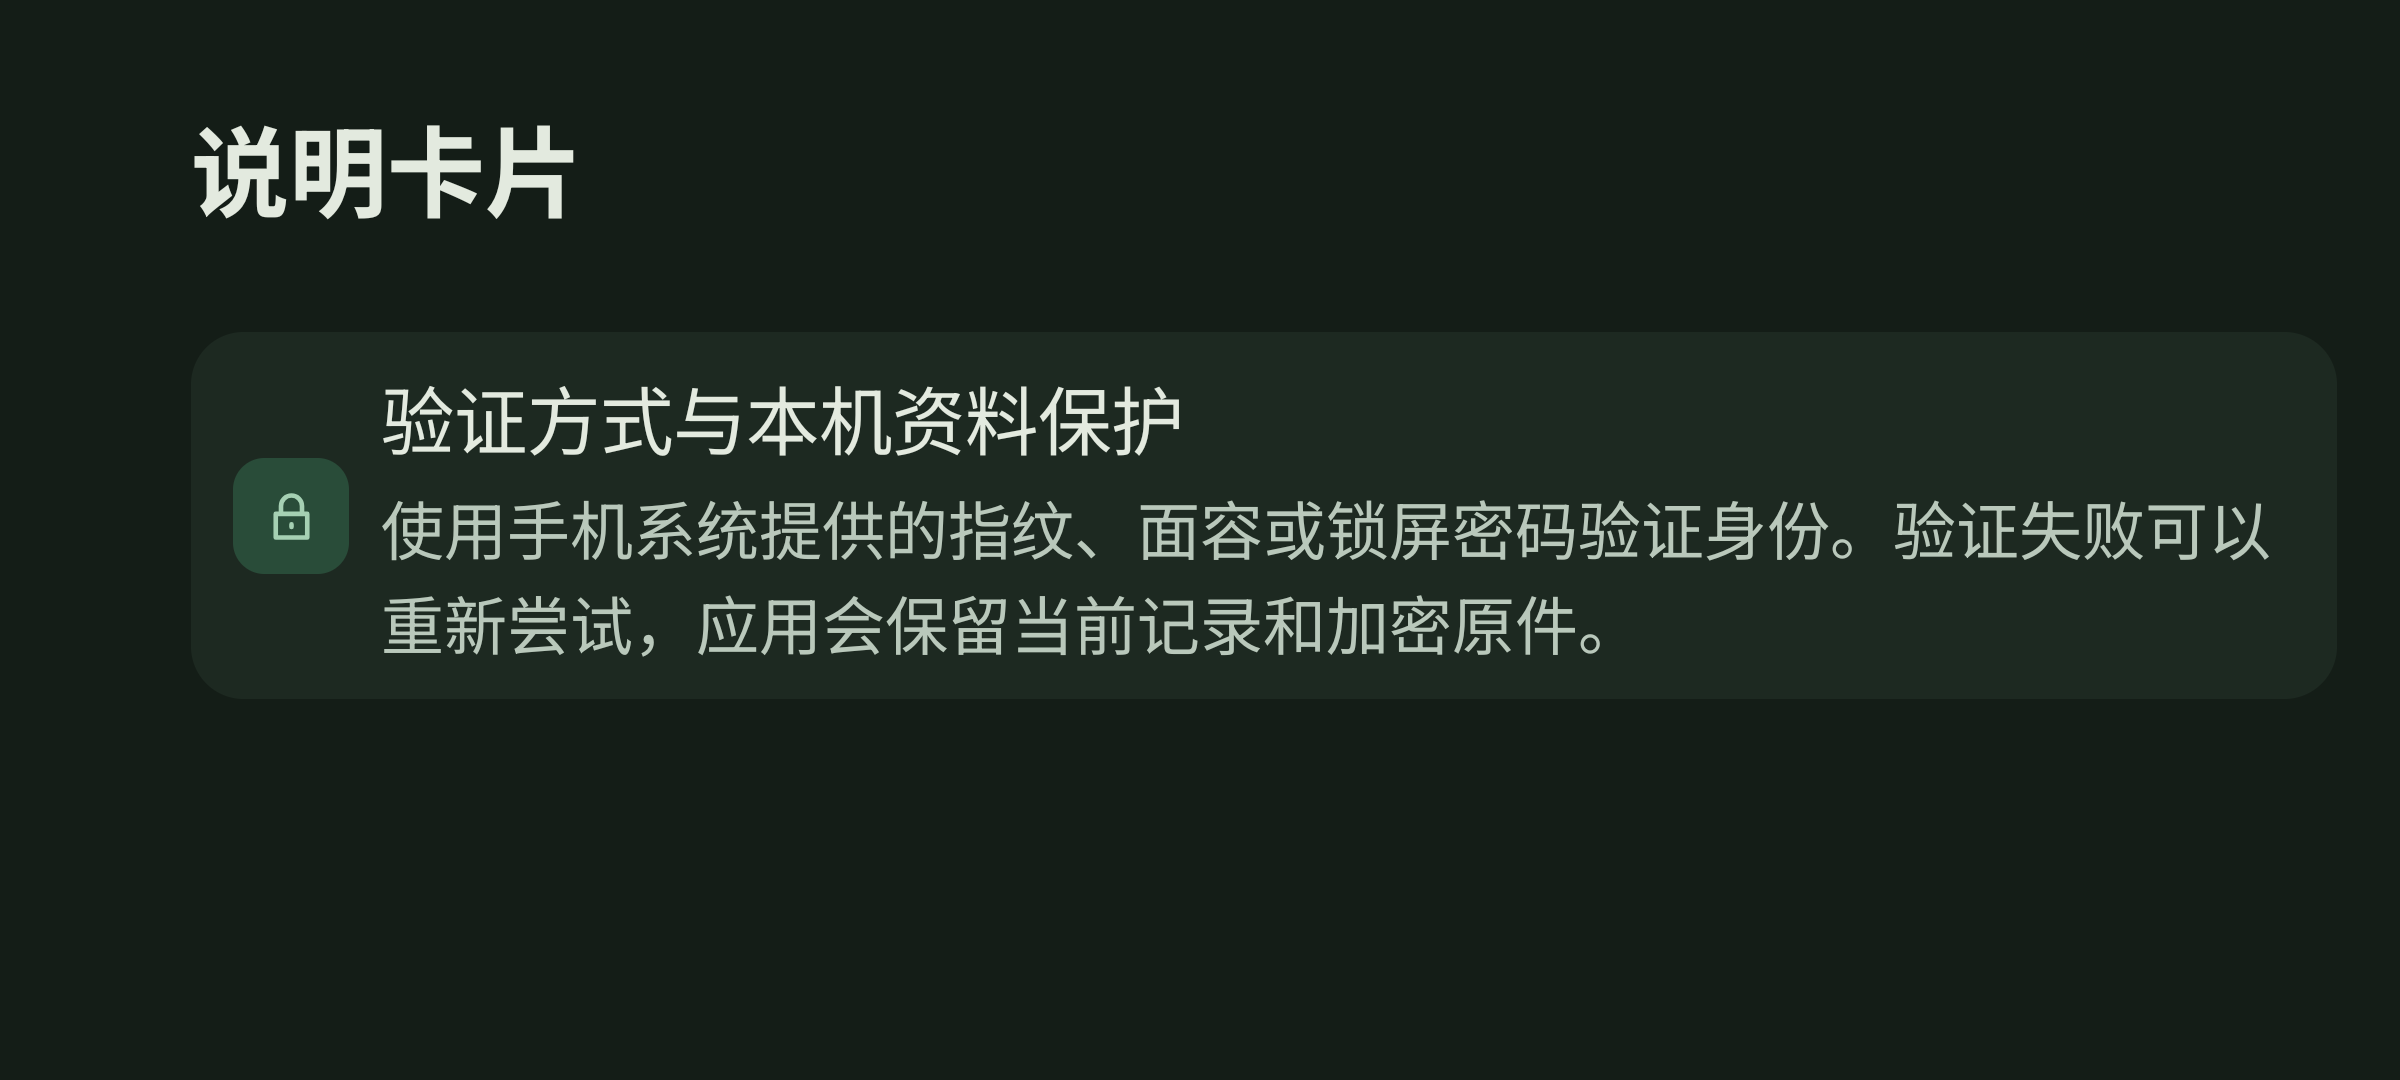 说明卡片
验证方式与本机资料保护
使用手机系统提供的指纹、面容或锁屏密码验证身份。验证失败可以
重新尝试，应用会保留当前记录和加密原件。